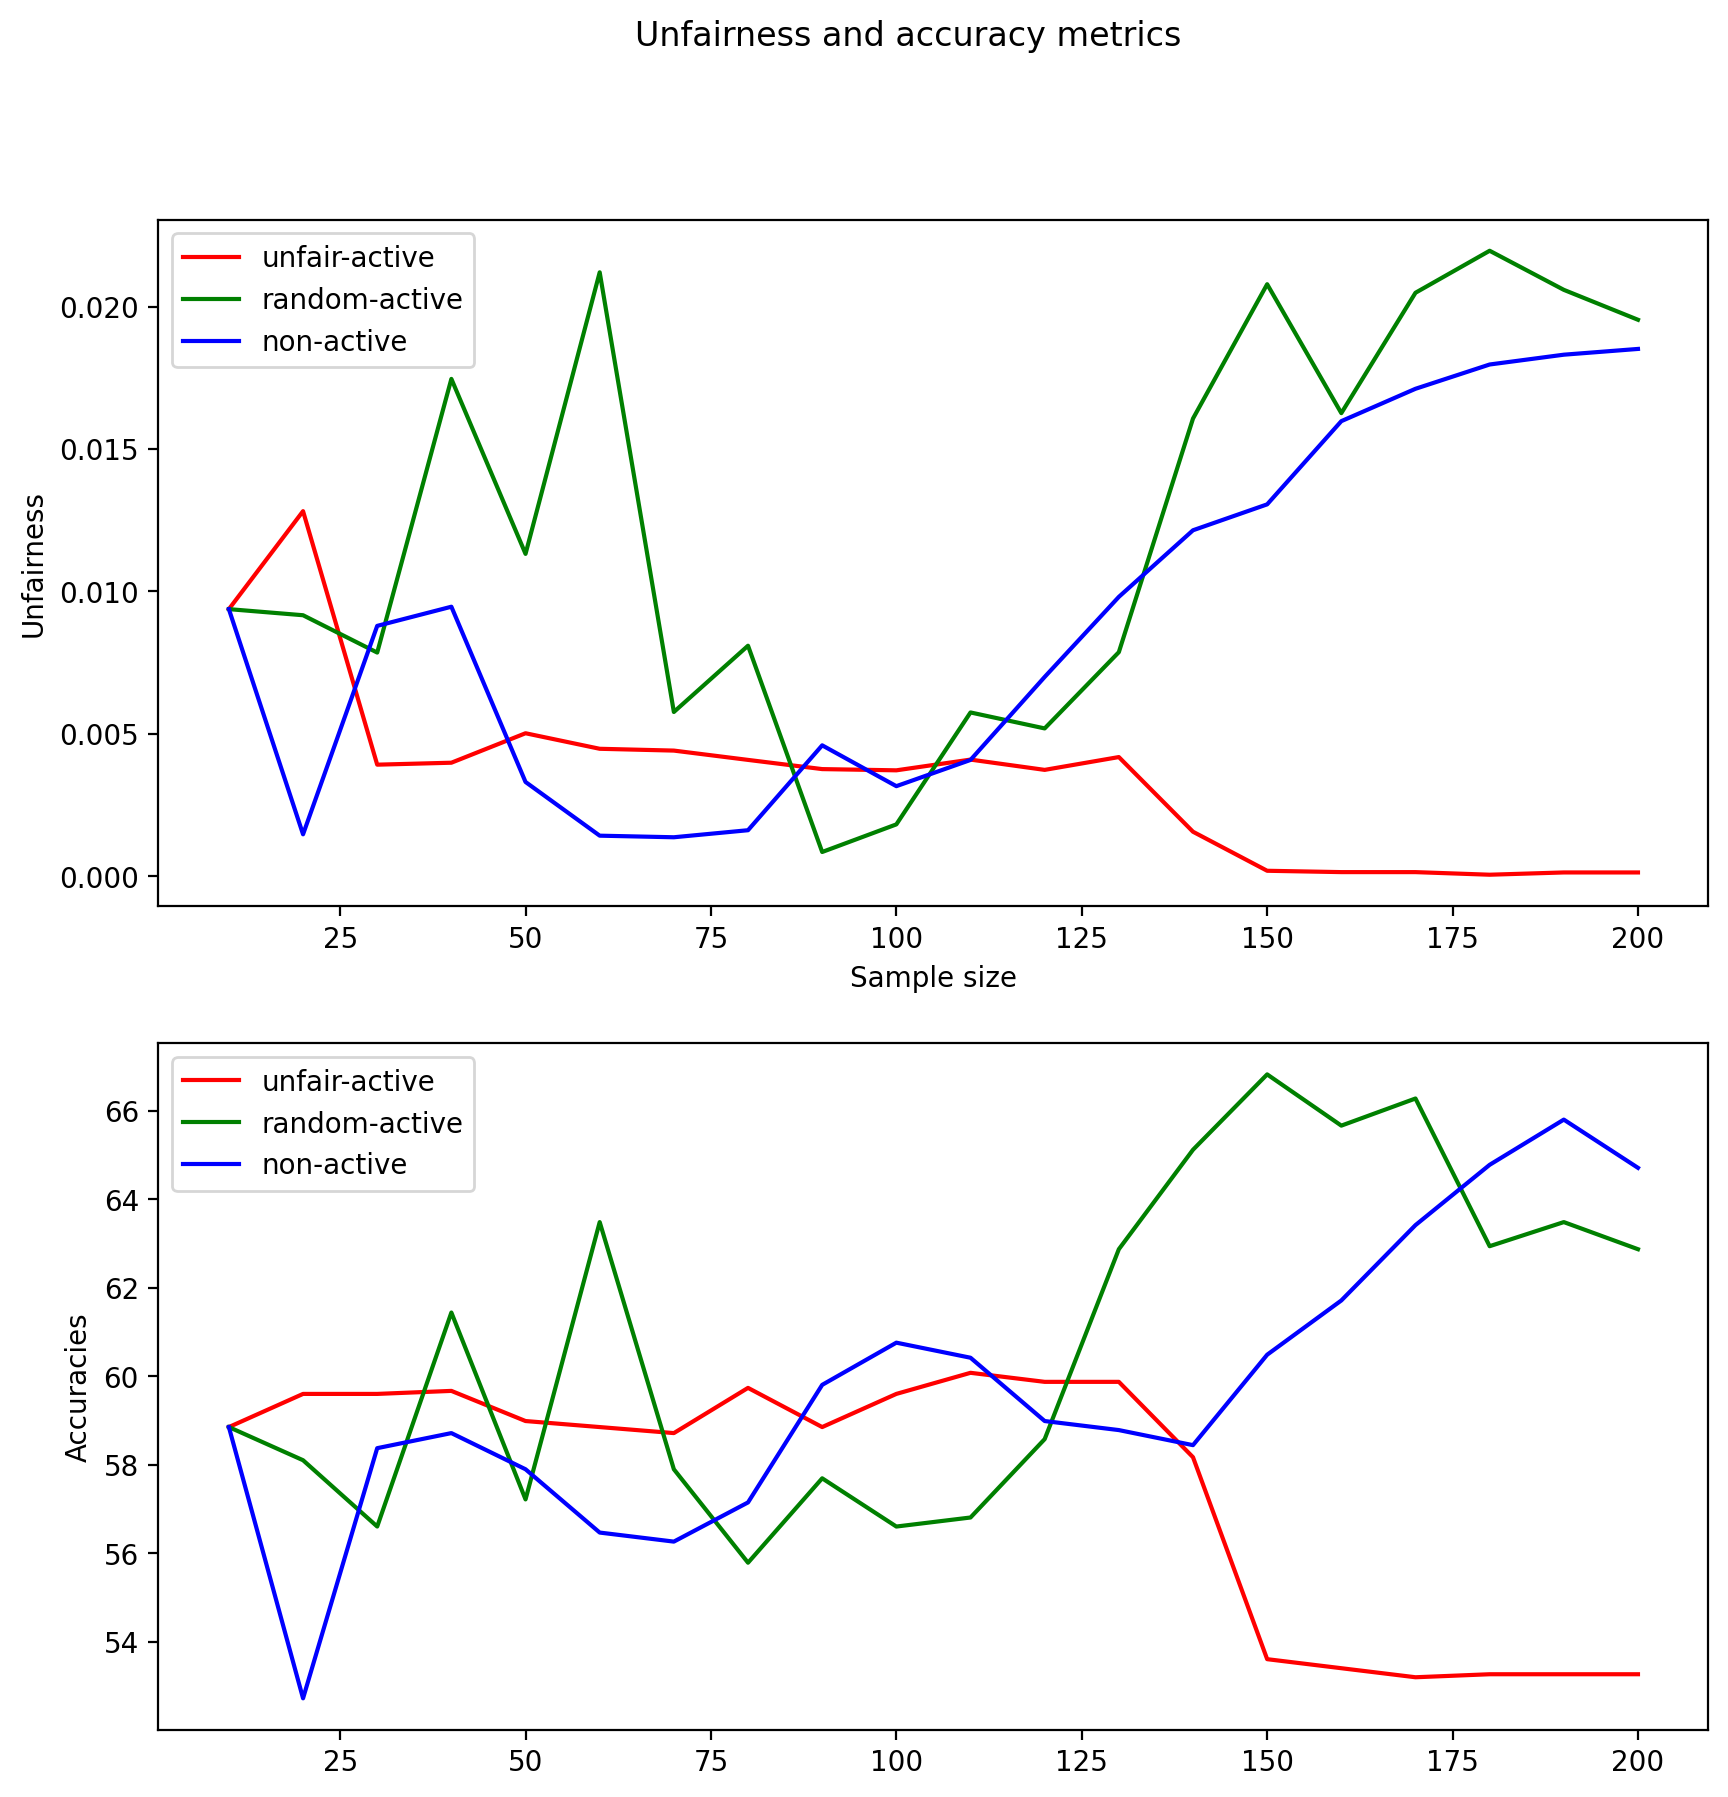 Unfairness and accuracy metrics
unfair-active
random-active
non-active
0.020
0.015
0.010
0.005
0.000
Unfairness
25 50 75 100 125 150 175 200
Sample size
unfair-active
random-active
non-active
66
64
62
60
58
56
54
Accuracies
25 50 75 100 125 150 175 200